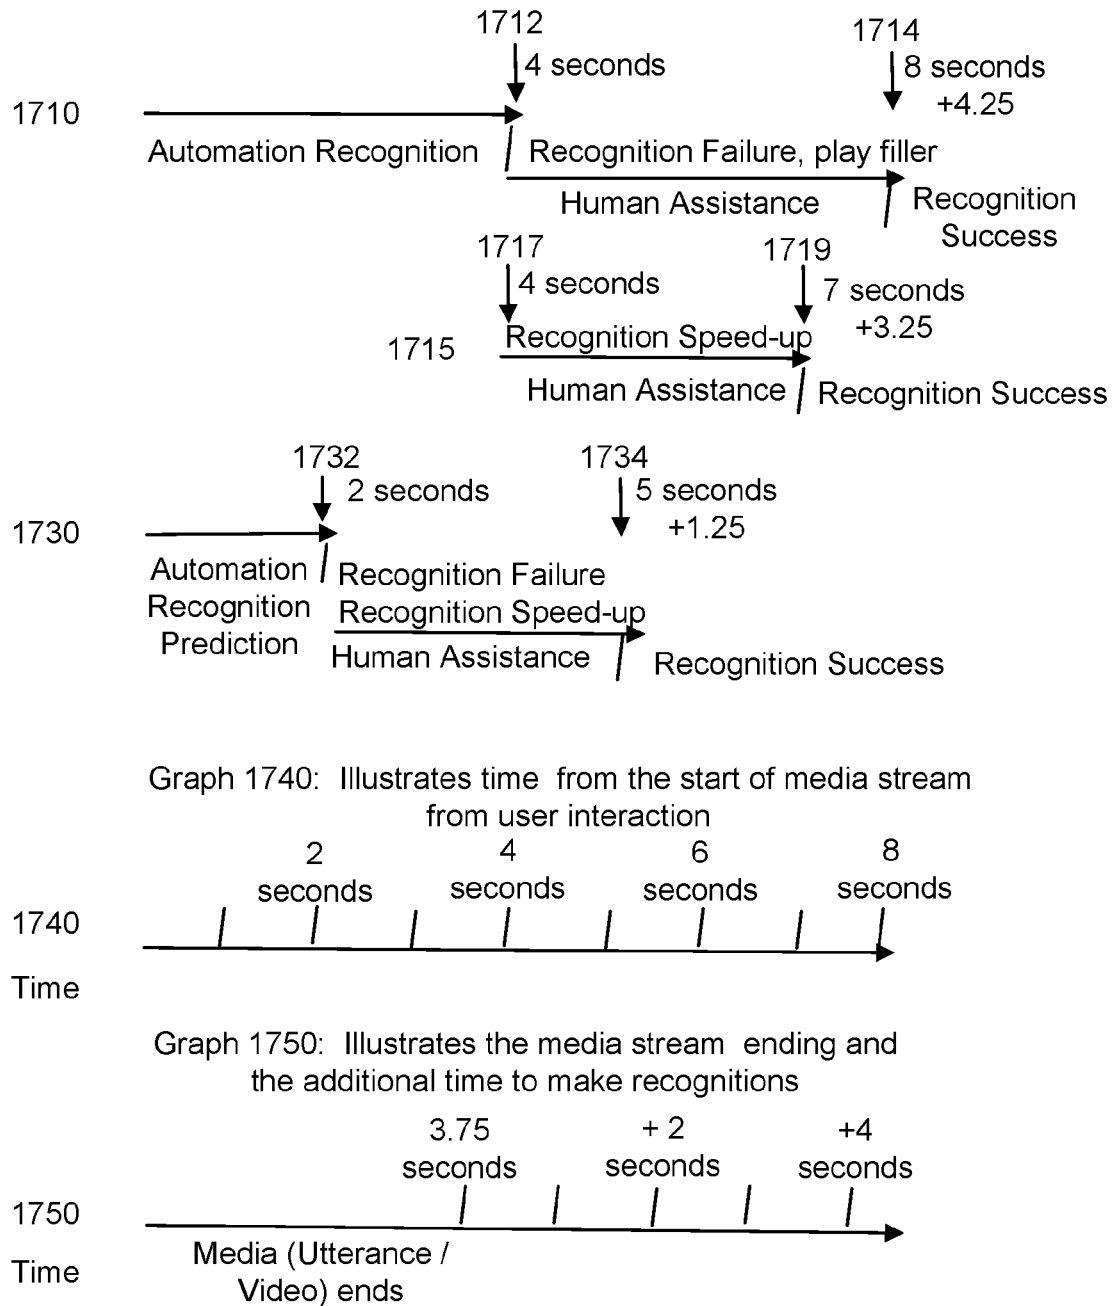 1712
4 seconds
1714
8 seconds
+4.25
1710
Automation Recognition
Recognition Failure, play filler
Human Assistance
Recognition
Success
1717
4 seconds
1719
7 seconds
+3.25
1715
Recognition Speed-up
Human Assistance
Recognition Success
1732
2 seconds
1734
5 seconds
+1.25
1730
Automation
Recognition
Prediction
Recognition Failure
Recognition Speed-up
Human Assistance
Recognition Success
Graph 1740: Illustrates time from the start of media stream
from user interaction
2
seconds
4
seconds
6
seconds
8
seconds
1740
Time
Graph 1750: Illustrates the media stream ending and
the additional time to make recognitions
3.75
seconds
+ 2
seconds
+4
seconds
1750
Time
Media (Utterance /
Video) ends